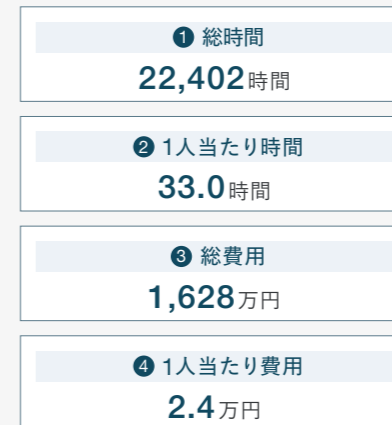 ❶ 総時間
22,402時間
❷ 1人当たり時間
33.0時間
❸ 総費用
1,628万円
❹ 1人当たり費用
2.4万円